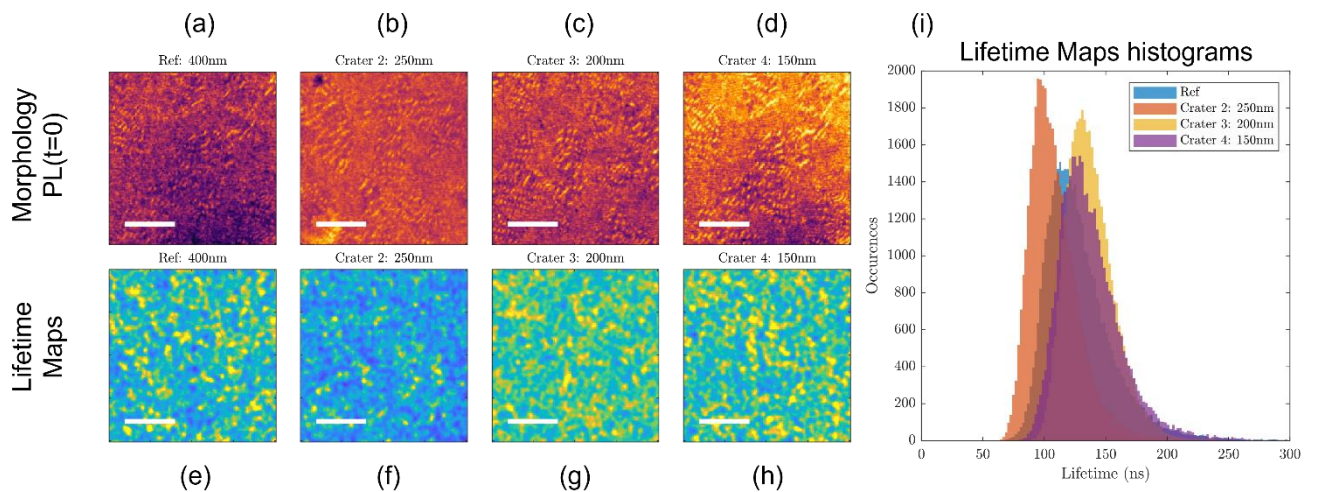 (a) (b) (c) (d) (i)
Lifetime Maps histograms
Ref: 400nm Crater 2: 250nm Crater 3: 200nm Crater 4: 150nm
Morphology
PL(t=0)
Ref: 400nm Crater 2: 250nm Crater 3: 200nm Crater 4: 150nm
Lifetime
Maps
(e) (f) (g) (h)
2000
1800
1600
1400
1200
1000
800
600
400
200
0
Occurences
Ref
Crater 2: 250nm
Crater 3: 200nm
Crater 4: 150nm
0 50 100 150 200 250 300
Lifetime (ns)